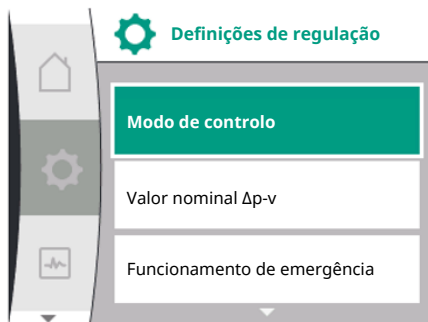 Definições de regulação
Modo de controlo
Valor nominal Δp-v
Funcionamento de emergência